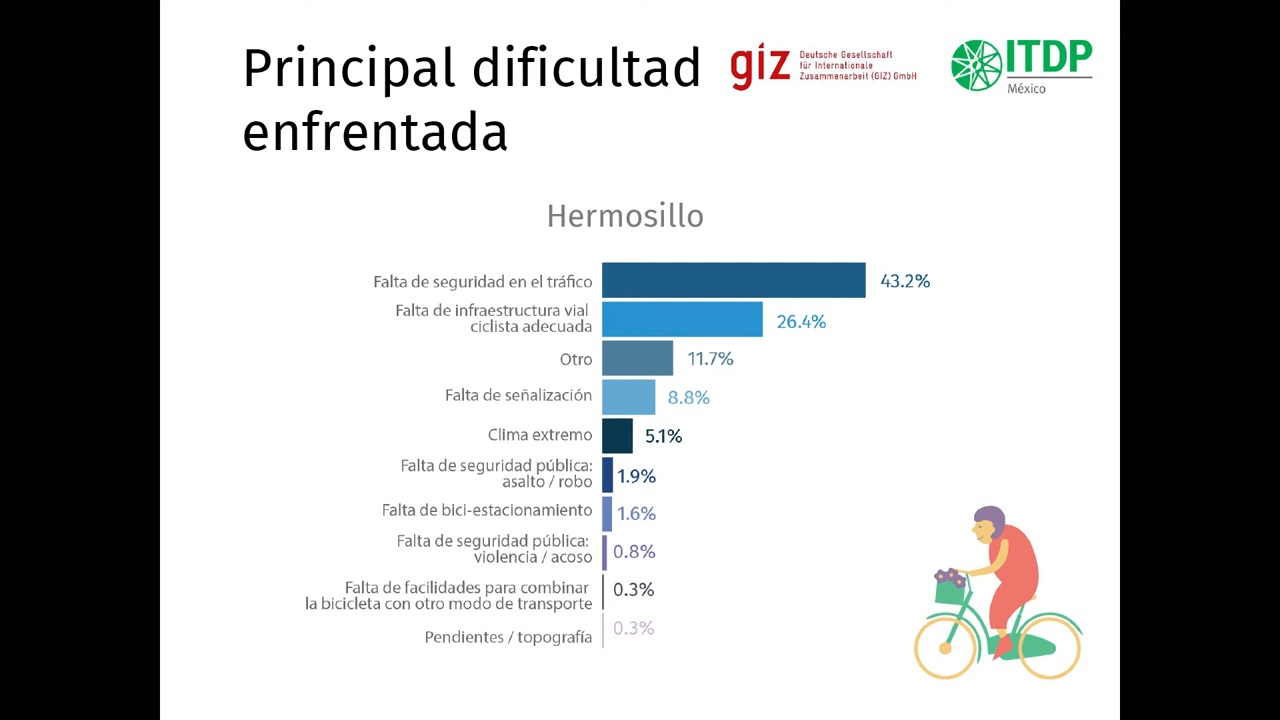 Principal dificultad
enfrentada
giz
Deutsche Gesellschaft
für Internationale
Zusammenarbeit (GIZ) GmbH
ITDP
México
Hermosillo
Falta de seguridad en el tráfico
43.2%
Falta de infraestructura vial
ciclista adecuada
26.4%
Otro
11.7%
Falta de señalización
8.8%
Clima extremo
5.1%
Falta de seguridad pública:
asalto / robo
1.9%
Falta de bici-estacionamiento
1.6%
Falta de seguridad pública:
violencia / acoso
0.8%
Falta de facilidades para combinar
la bicicleta con otro modo de transporte
0.3%
Pendientes / topografía
0.3%